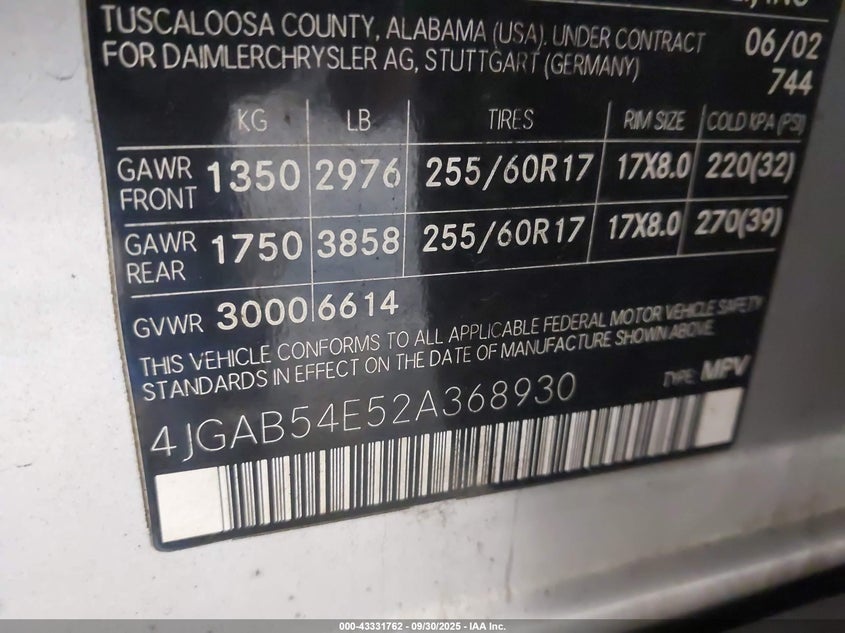 TUSCALOOSA COUNTY, ALABAMA (USA). UNDER CONTRACT 06/02
FOR DAIMLERCHRYSLER AG, STUTTGART (GERMANY) 744
KG LB TIRES RIM SIZE COLD KPA (PSI)
GAWR FRONT 1350 2976 255/60R17 17X8.0 220(32)
GAWR REAR 1750 3858 255/60R17 17X8.0 270(39)
GVWR 3000 6614
THIS VEHICLE CONFORMS TO ALL APPLICABLE FEDERAL MOTOR VEHICLE SAFETY
STANDARDS IN EFFECT ON THE DATE OF MANUFACTURE SHOWN ABOVE.
4JGAB54E52A368930 TYPE: MPV
000-43331762 - 09/30/2025 - IAA Inc.